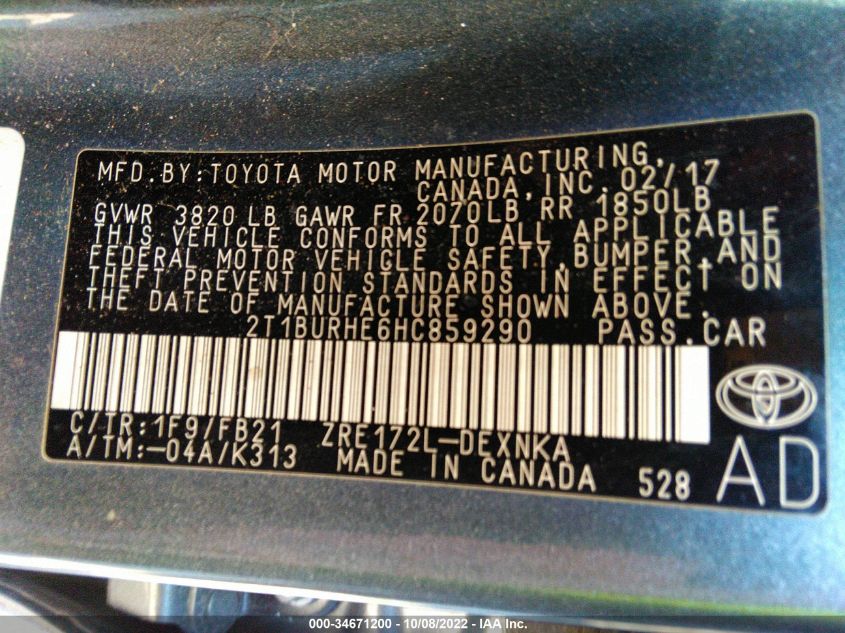 MFD.BY:TOYOTA MOTOR MANUFACTURING,
CANADA,INC. 02/17
GVWR 3820 LB GAWR FR 2070LB RR 1850LB
THIS VEHICLE CONFORMS TO ALL APPLICABLE
FEDERAL MOTOR VEHICLE SAFETY,BUMPER,AND
THEFT PREVENTION STANDARDS IN EFFECT ON
THE DATE OF MANUFACTURE SHOWN ABOVE.
2T1BURHE6HC859290 PASS.CAR
C/TR:1F9/FB21 ZRE172L-DEXNKA
A/TM:-04A/K313 MADE IN CANADA 528
AD
000-34671200 - 10/08/2022 - IAA Inc.